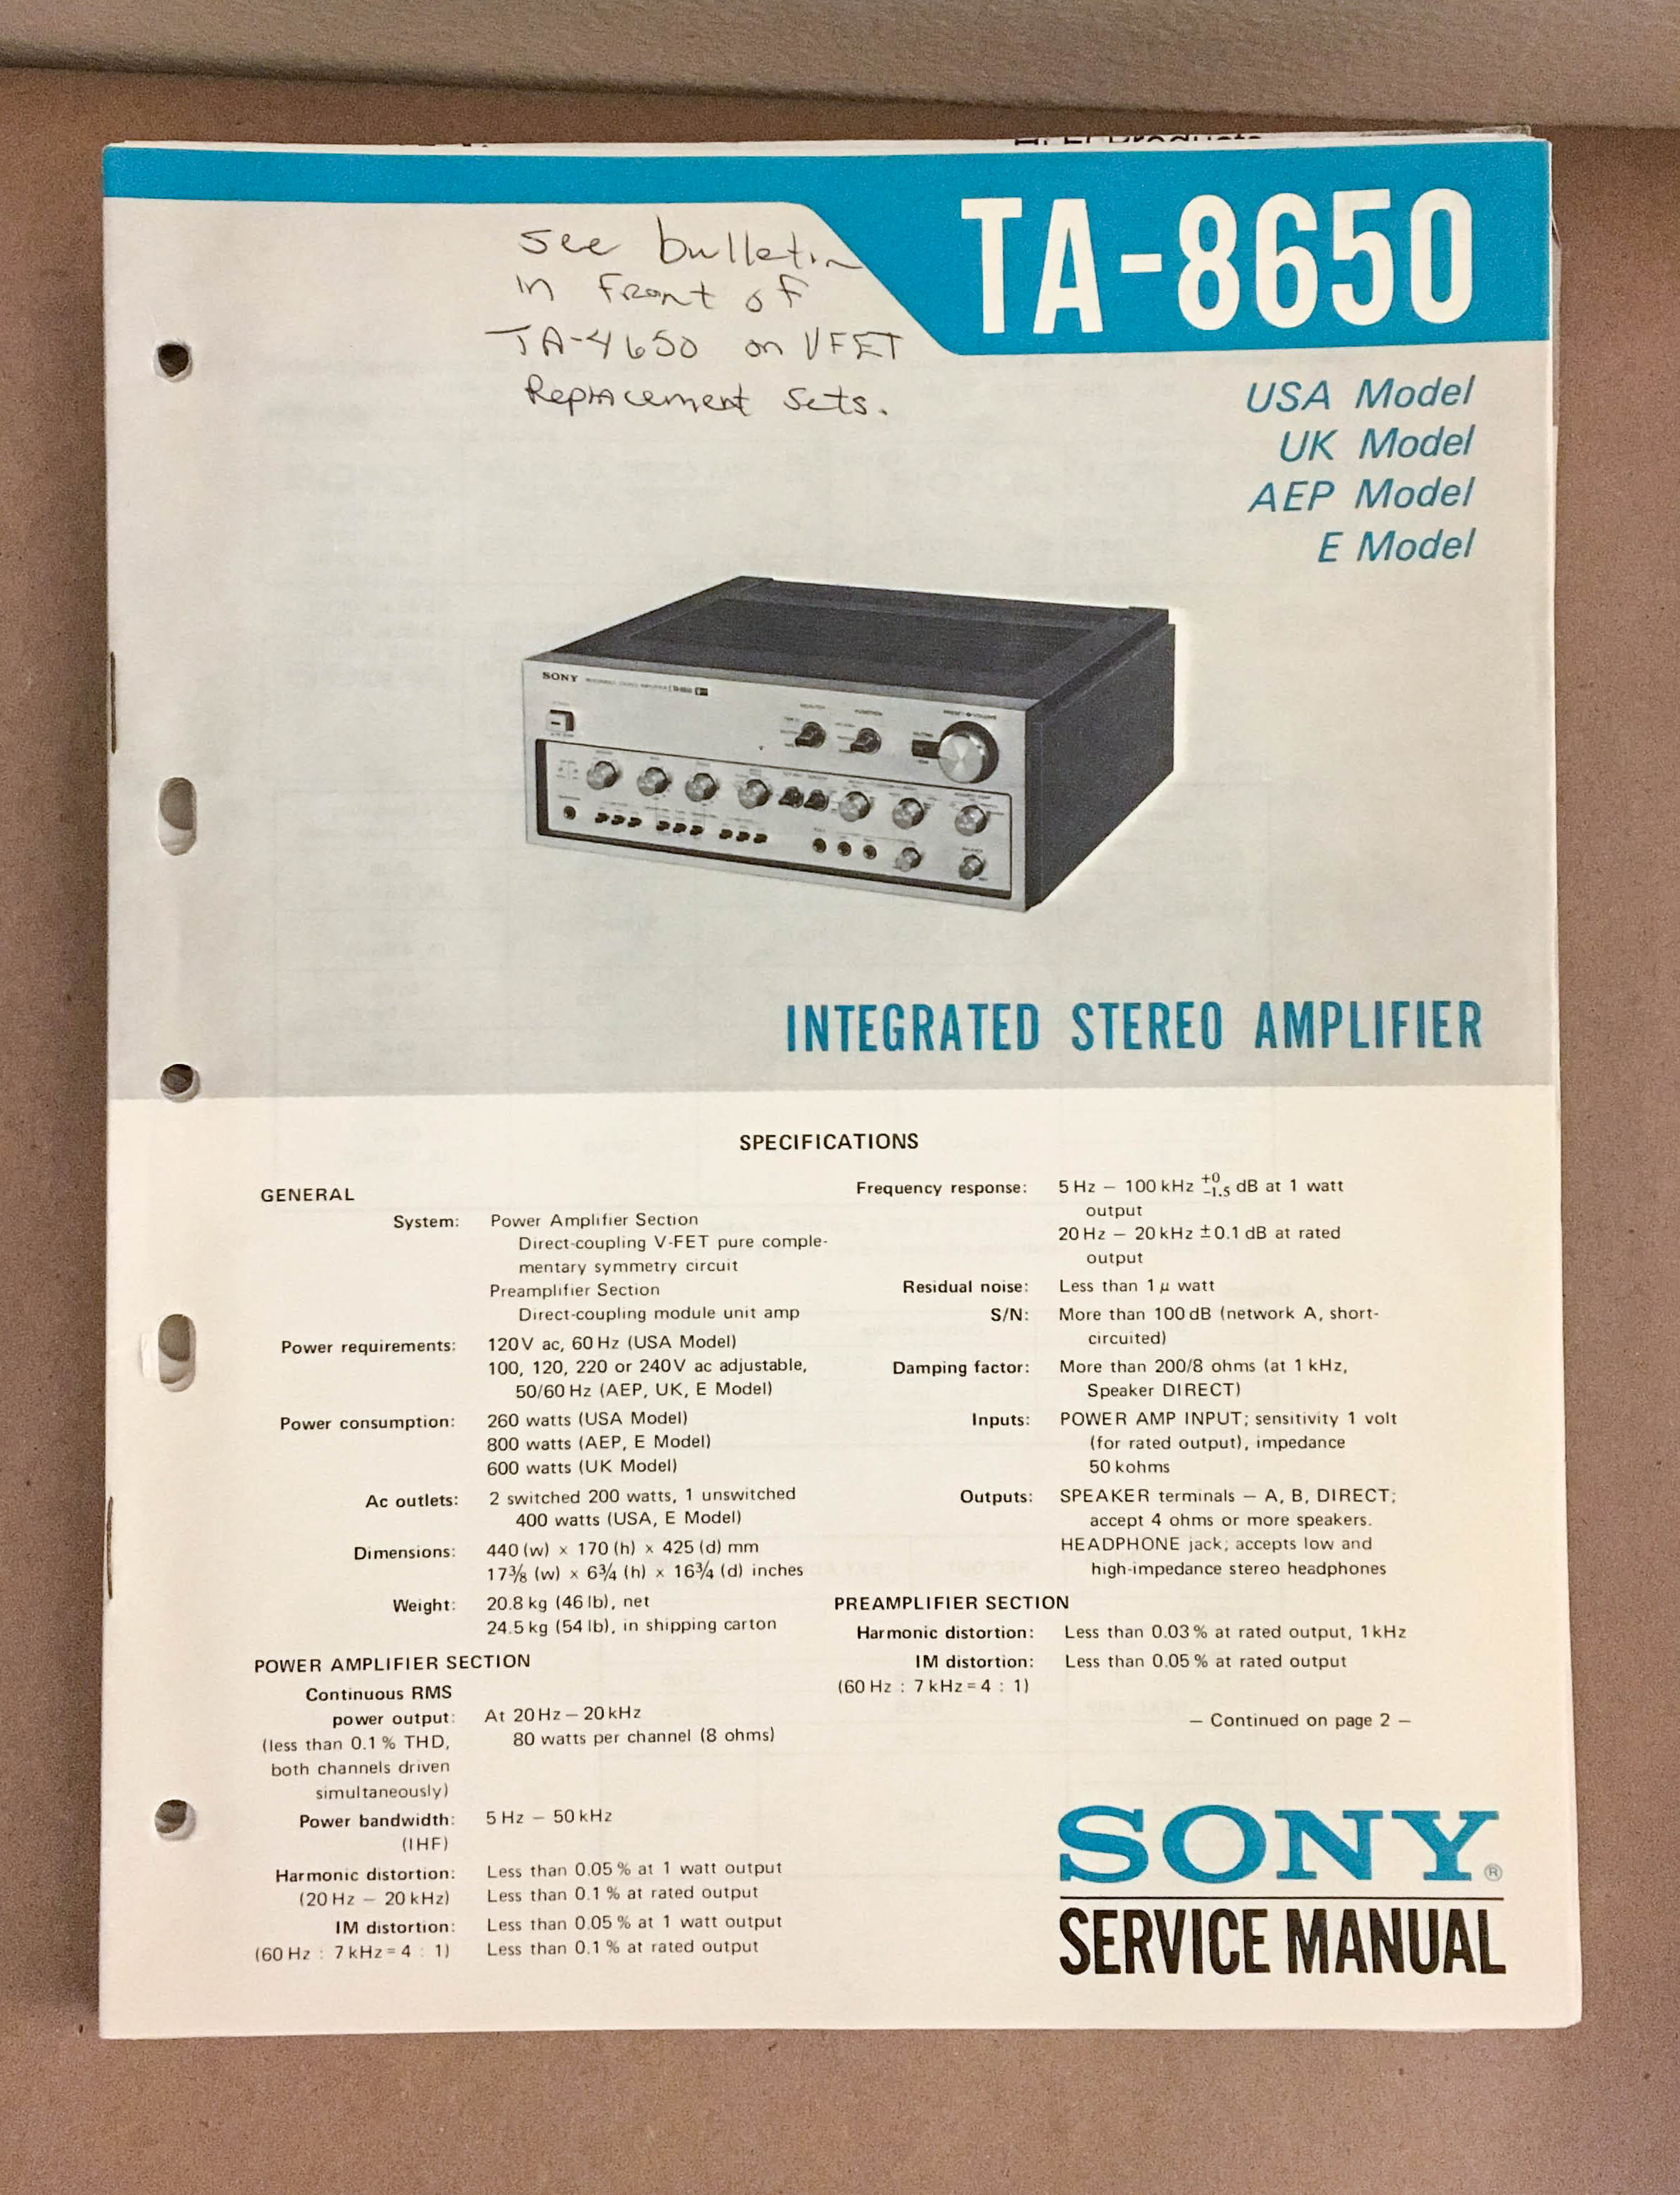 TA-8650
see bulletin
in front of
TA-4650 on VFET
Replacement sets.
USA Model
UK Model
AEP Model
E Model
SONY
INTEGRATED STEREO AMPLIFIER
SPECIFICATIONS
GENERAL
System: Power Amplifier Section
Direct-coupling V-FET pure comple-
mentary symmetry circuit
Preamplifier Section
Direct-coupling module unit amp
Power requirements: 120V ac, 60 Hz (USA Model)
100, 120, 220 or 240V ac adjustable,
50/60 Hz (AEP, UK, E Model)
Power consumption: 260 watts (USA Model)
800 watts (AEP, E Model)
600 watts (UK Model)
Ac outlets: 2 switched 200 watts, 1 unswitched
400 watts (USA, E Model)
Dimensions: 440 (w) × 170 (h) × 425 (d) mm
17⅜ (w) × 6¾ (h) × 16¾ (d) inches
Weight: 20.8 kg (46 lb), net
24.5 kg (54 lb), in shipping carton
POWER AMPLIFIER SECTION
Continuous RMS
power output: At 20 Hz – 20 kHz
(less than 0.1 % THD, 80 watts per channel (8 ohms)
both channels driven
simultaneously)
Power bandwidth: 5 Hz – 50 kHz
(IHF)
Harmonic distortion: Less than 0.05 % at 1 watt output
(20 Hz – 20 kHz) Less than 0.1 % at rated output
IM distortion: Less than 0.05 % at 1 watt output
(60 Hz : 7 kHz = 4 : 1) Less than 0.1 % at rated output
Frequency response: 5 Hz – 100 kHz +0 −1.5 dB at 1 watt
output
20 Hz – 20 kHz ±0.1 dB at rated
output
Residual noise: Less than 1 μ watt
S/N: More than 100 dB (network A, short-
circuited)
Damping factor: More than 200/8 ohms (at 1 kHz,
Speaker DIRECT)
Inputs: POWER AMP INPUT; sensitivity 1 volt
(for rated output), impedance
50 kohms
Outputs: SPEAKER terminals – A, B, DIRECT;
accept 4 ohms or more speakers.
HEADPHONE jack; accepts low and
high-impedance stereo headphones
PREAMPLIFIER SECTION
Harmonic distortion: Less than 0.03 % at rated output, 1 kHz
IM distortion: Less than 0.05 % at rated output
(60 Hz : 7 kHz = 4 : 1)
– Continued on page 2 –
SONY®
SERVICE MANUAL